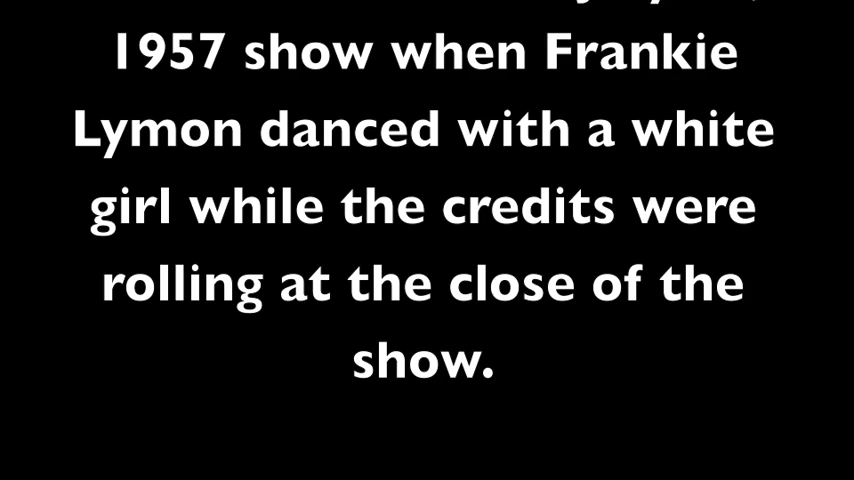 1957 show when Frankie
Lymon danced with a white
girl while the credits were
rolling at the close of the
show.